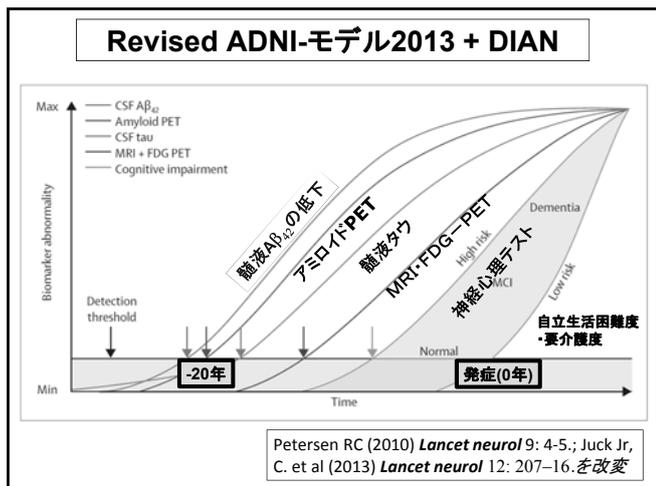 Revised ADNI-モデル2013 + DIAN
Max
CSF Aβ42
Amyloid PET
CSF tau
MRI + FDG PET
Cognitive impairment
Biomarker abnormality
髄液Aβ42の低下
アミロイドPET
髄液タウ
MRI・FDG－PET
High risk
神経心理テスト
MCI
Dementia
Low risk
Detection
threshold
自立生活困難度
・要介護度
Normal
-20年
発症(0年)
Min
Time
Petersen RC (2010) Lancet neurol 9: 4-5.; Juck Jr,
C. et al (2013) Lancet neurol 12: 207–16.を改変